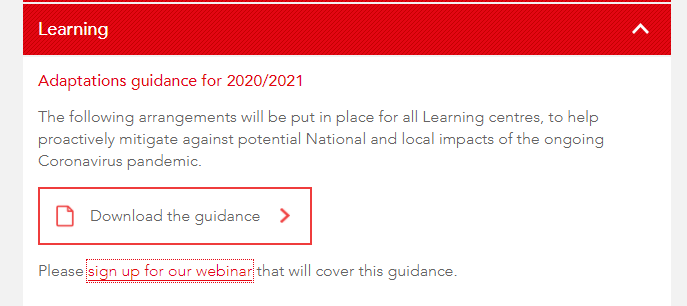 Learning
Adaptations guidance for 2020/2021
The following arrangements will be put in place for all Learning centres, to help
proactively mitigate against potential National and local impacts of the ongoing
Coronavirus pandemic.
Download the guidance
Please sign up for our webinar that will cover this guidance.